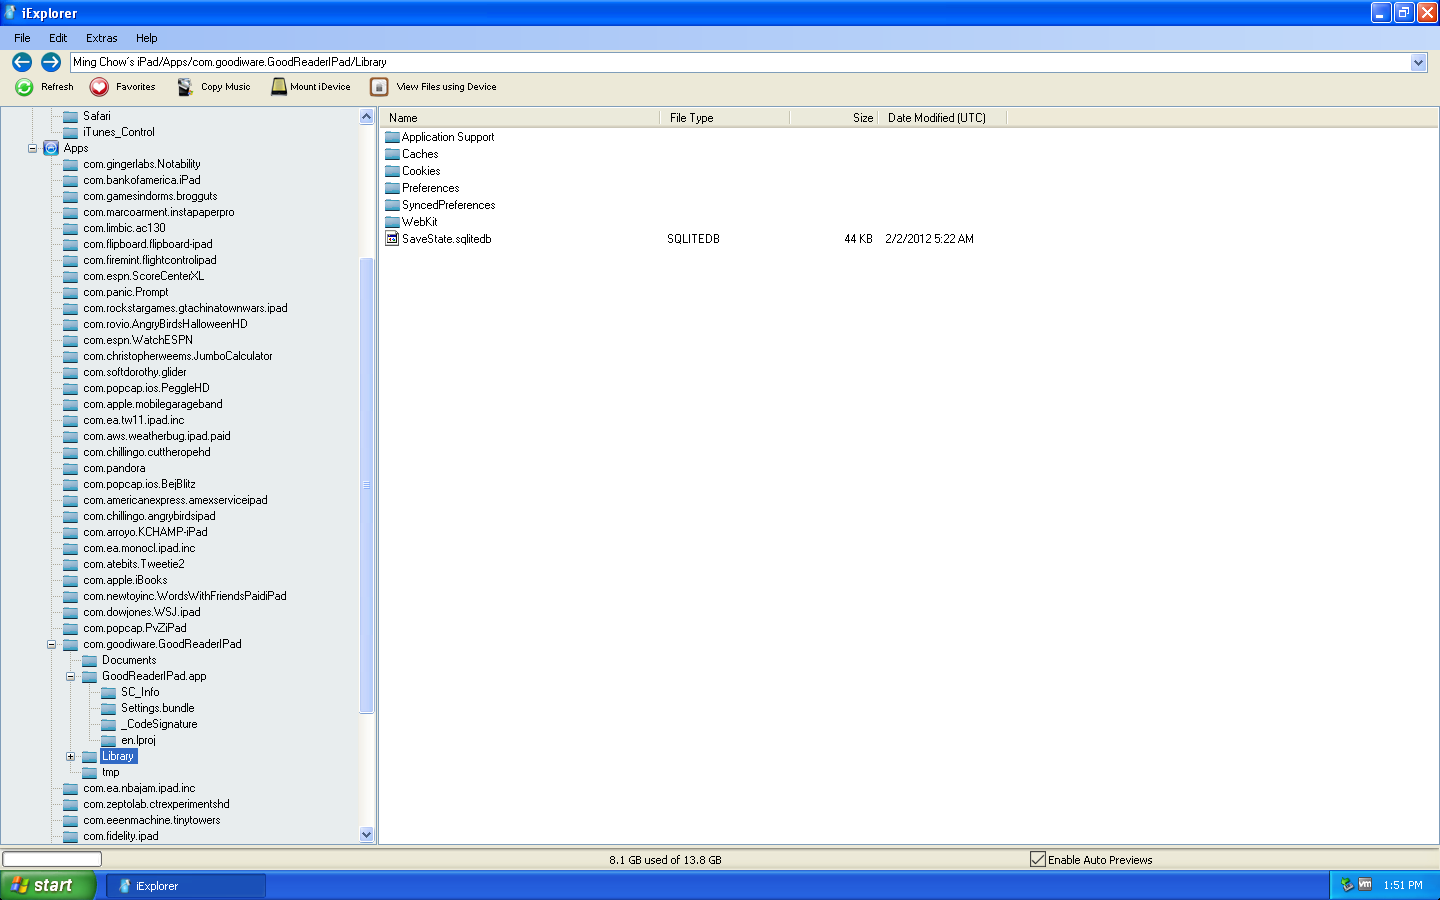 iExplorer
File Edit Extras Help
Ming Chow's iPad/Apps/com.goodiware.GoodReaderIPad/Library
Refresh Favorites Copy Music Mount iDevice View Files using Device
Safari
iTunes_Control
Apps
com.gingerlabs.Notability
com.bankofamerica.iPad
com.gamesindorms.brogguts
com.marcoarment.instapaperpro
com.limbic.ac130
com.flipboard.flipboard-ipad
com.firemint.flightcontrolipad
com.espn.ScoreCenterXL
com.panic.Prompt
com.rockstargames.gtachinatownwars.ipad
com.rovio.AngryBirdsHalloweenHD
com.espn.WatchESPN
com.christopherweems.JumboCalculator
com.softdorothy.glider
com.popcap.ios.PeggleHD
com.apple.mobilegarageband
com.ea.tw11.ipad.inc
com.aws.weatherbug.ipad.paid
com.chillingo.cuttheropehd
com.pandora
com.popcap.ios.BejBlitz
com.americanexpress.amexserviceipad
com.chillingo.angrybirdsipad
com.arroyo.KCHAMP-iPad
com.ea.monocl.ipad.inc
com.atebits.Tweetie2
com.apple.iBooks
com.newtoyinc.WordsWithFriendsPaidiPad
com.dowjones.WSJ.ipad
com.popcap.PvZiPad
com.goodiware.GoodReaderIPad
Documents
GoodReaderIPad.app
SC_Info
Settings.bundle
_CodeSignature
en.lproj
Library
tmp
com.ea.nbajam.ipad.inc
com.zeptolab.ctrexperimentshd
com.eeenmachine.tinytowers
com.fidelity.ipad
Name File Type Size Date Modified (UTC)
Application Support
Caches
Cookies
Preferences
SyncedPreferences
WebKit
SaveState.sqlitedb SQLITEDB 44 KB 2/2/2012 5:22 AM
8.1 GB used of 13.8 GB
Enable Auto Previews
start iExplorer vm 1:51 PM